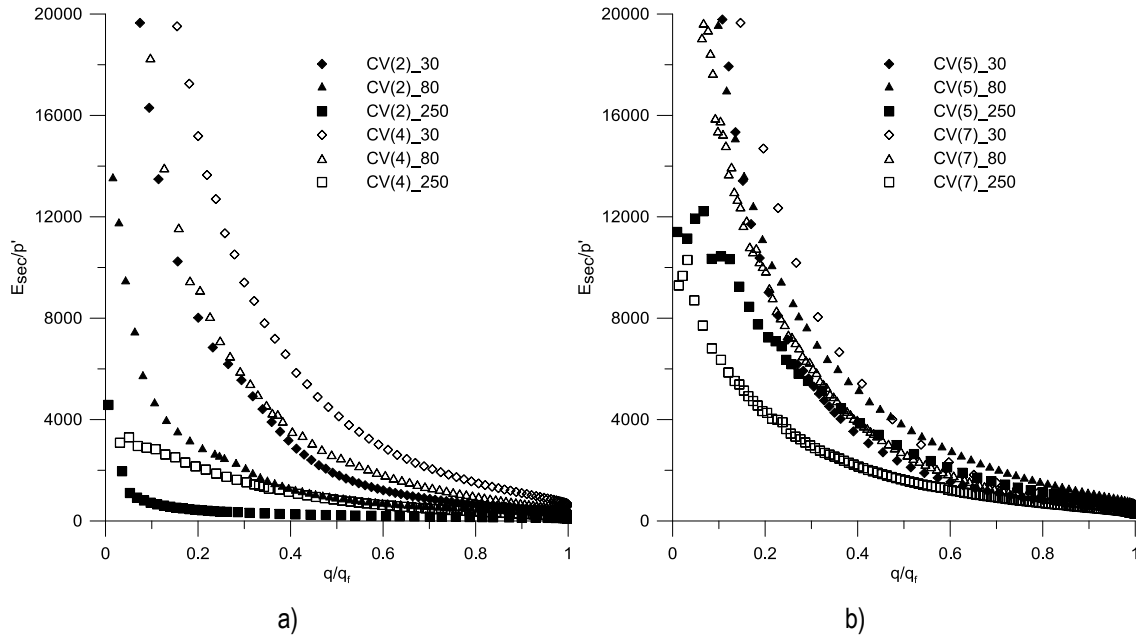 20000
16000
12000
8000
4000
0
E_sec/p'
0
0.2
0.4
0.6
0.8
1
q/q_f
CV(2)_30
CV(2)_80
CV(2)_250
CV(4)_30
CV(4)_80
CV(4)_250
a)
20000
16000
12000
8000
4000
0
E_sec/p'
0
0.2
0.4
0.6
0.8
1
q/q_f
CV(5)_30
CV(5)_80
CV(5)_250
CV(7)_30
CV(7)_80
CV(7)_250
b)